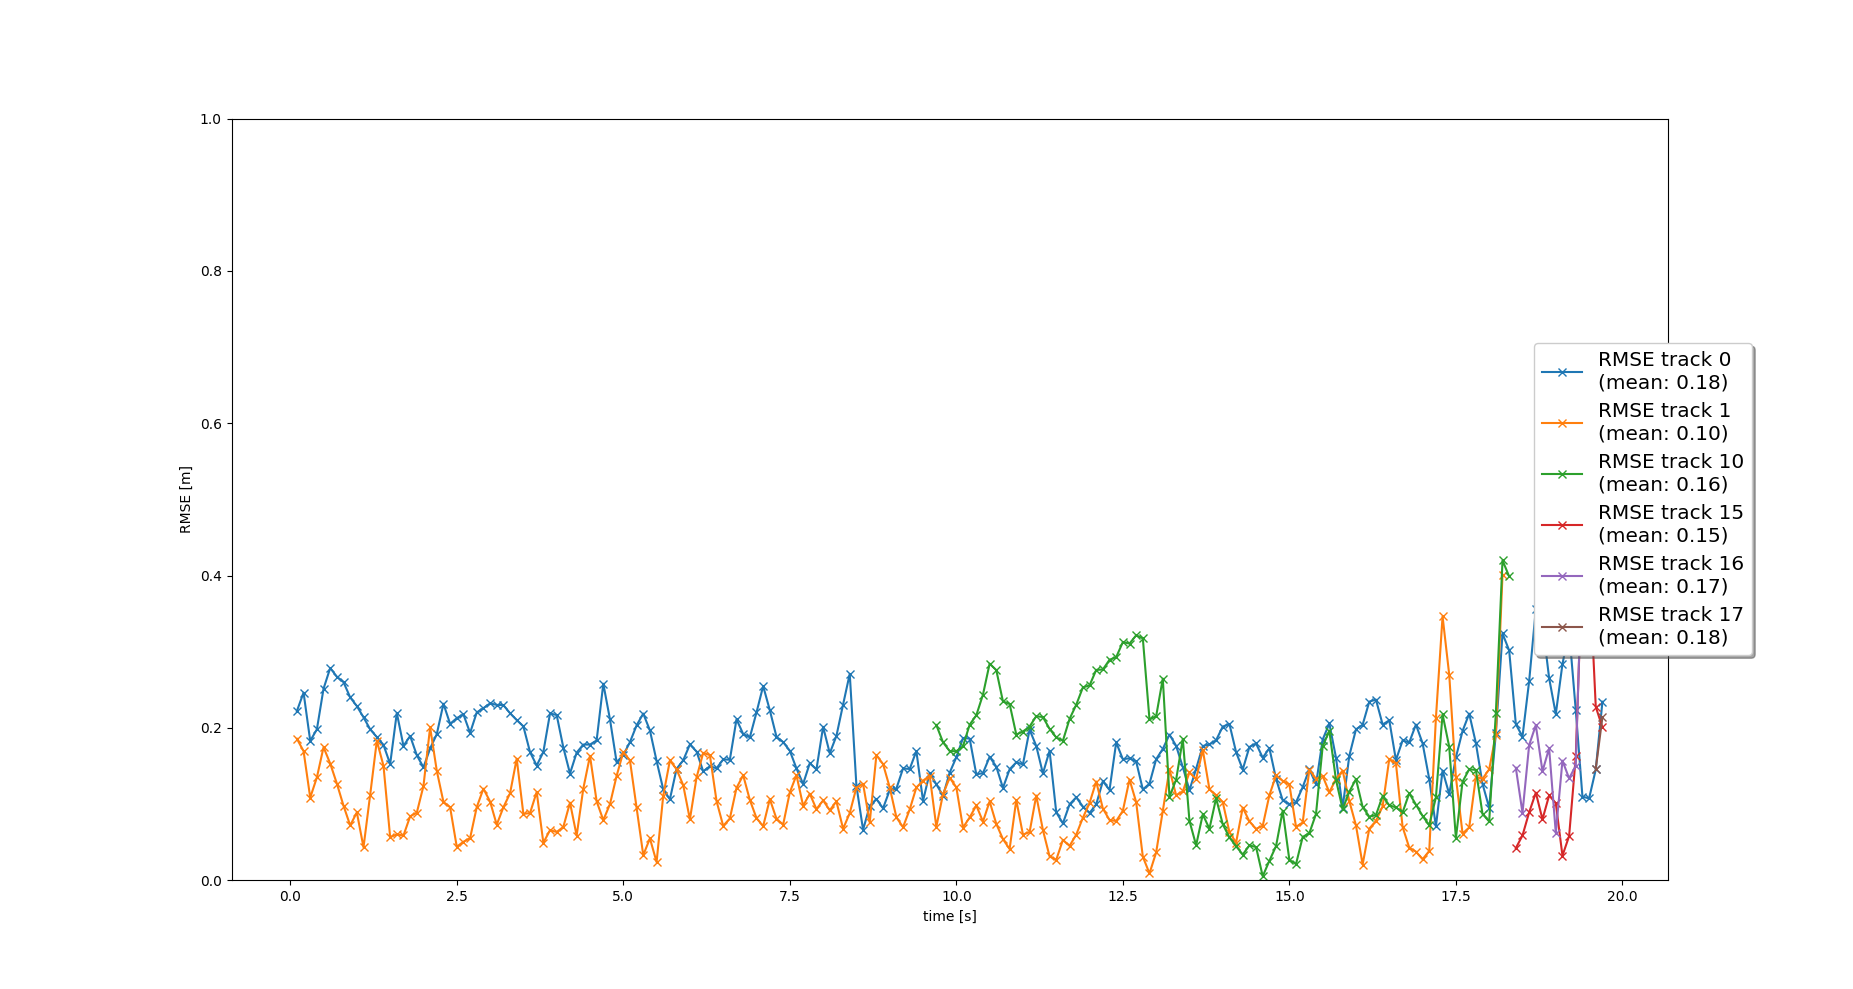 1.0
0.8
0.6
0.4
0.2
0.0
RMSE [m]
0.0 2.5 5.0 7.5 10.0 12.5 15.0 17.5 20.0
time [s]
RMSE track 0
(mean: 0.18)
RMSE track 1
(mean: 0.10)
RMSE track 10
(mean: 0.16)
RMSE track 15
(mean: 0.15)
RMSE track 16
(mean: 0.17)
RMSE track 17
(mean: 0.18)